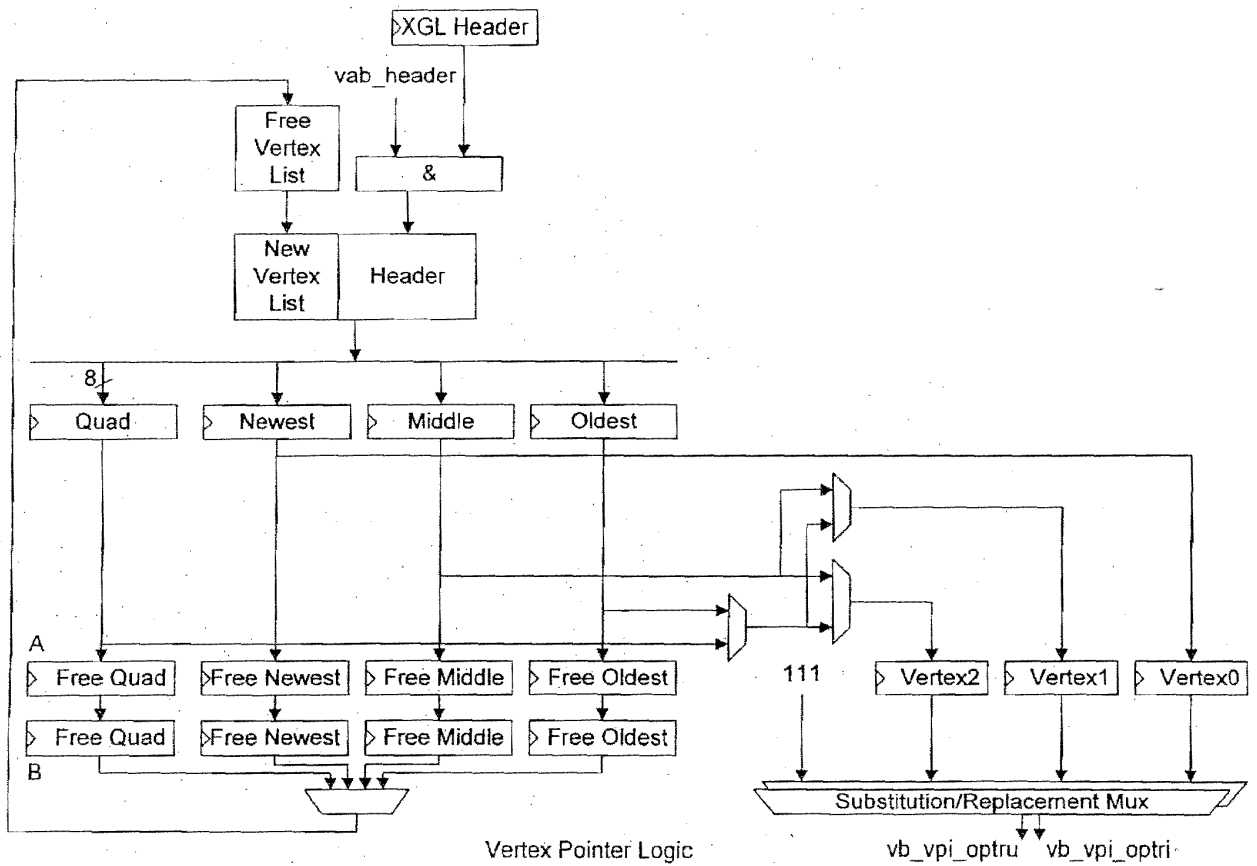 XGL Header
vab_header
Free
Vertex
List
&
New
Vertex
List
Header
8
Quad
Newest
Middle
Oldest
A
Free Quad
Free Newest
Free Middle
Free Oldest
111
Vertex2
Vertex1
Vertex0
Free Quad
Free Newest
Free Middle
Free Oldest
B
Substitution/Replacement Mux
Vertex Pointer Logic
vb_vpi_optru
vb_vpi_optri